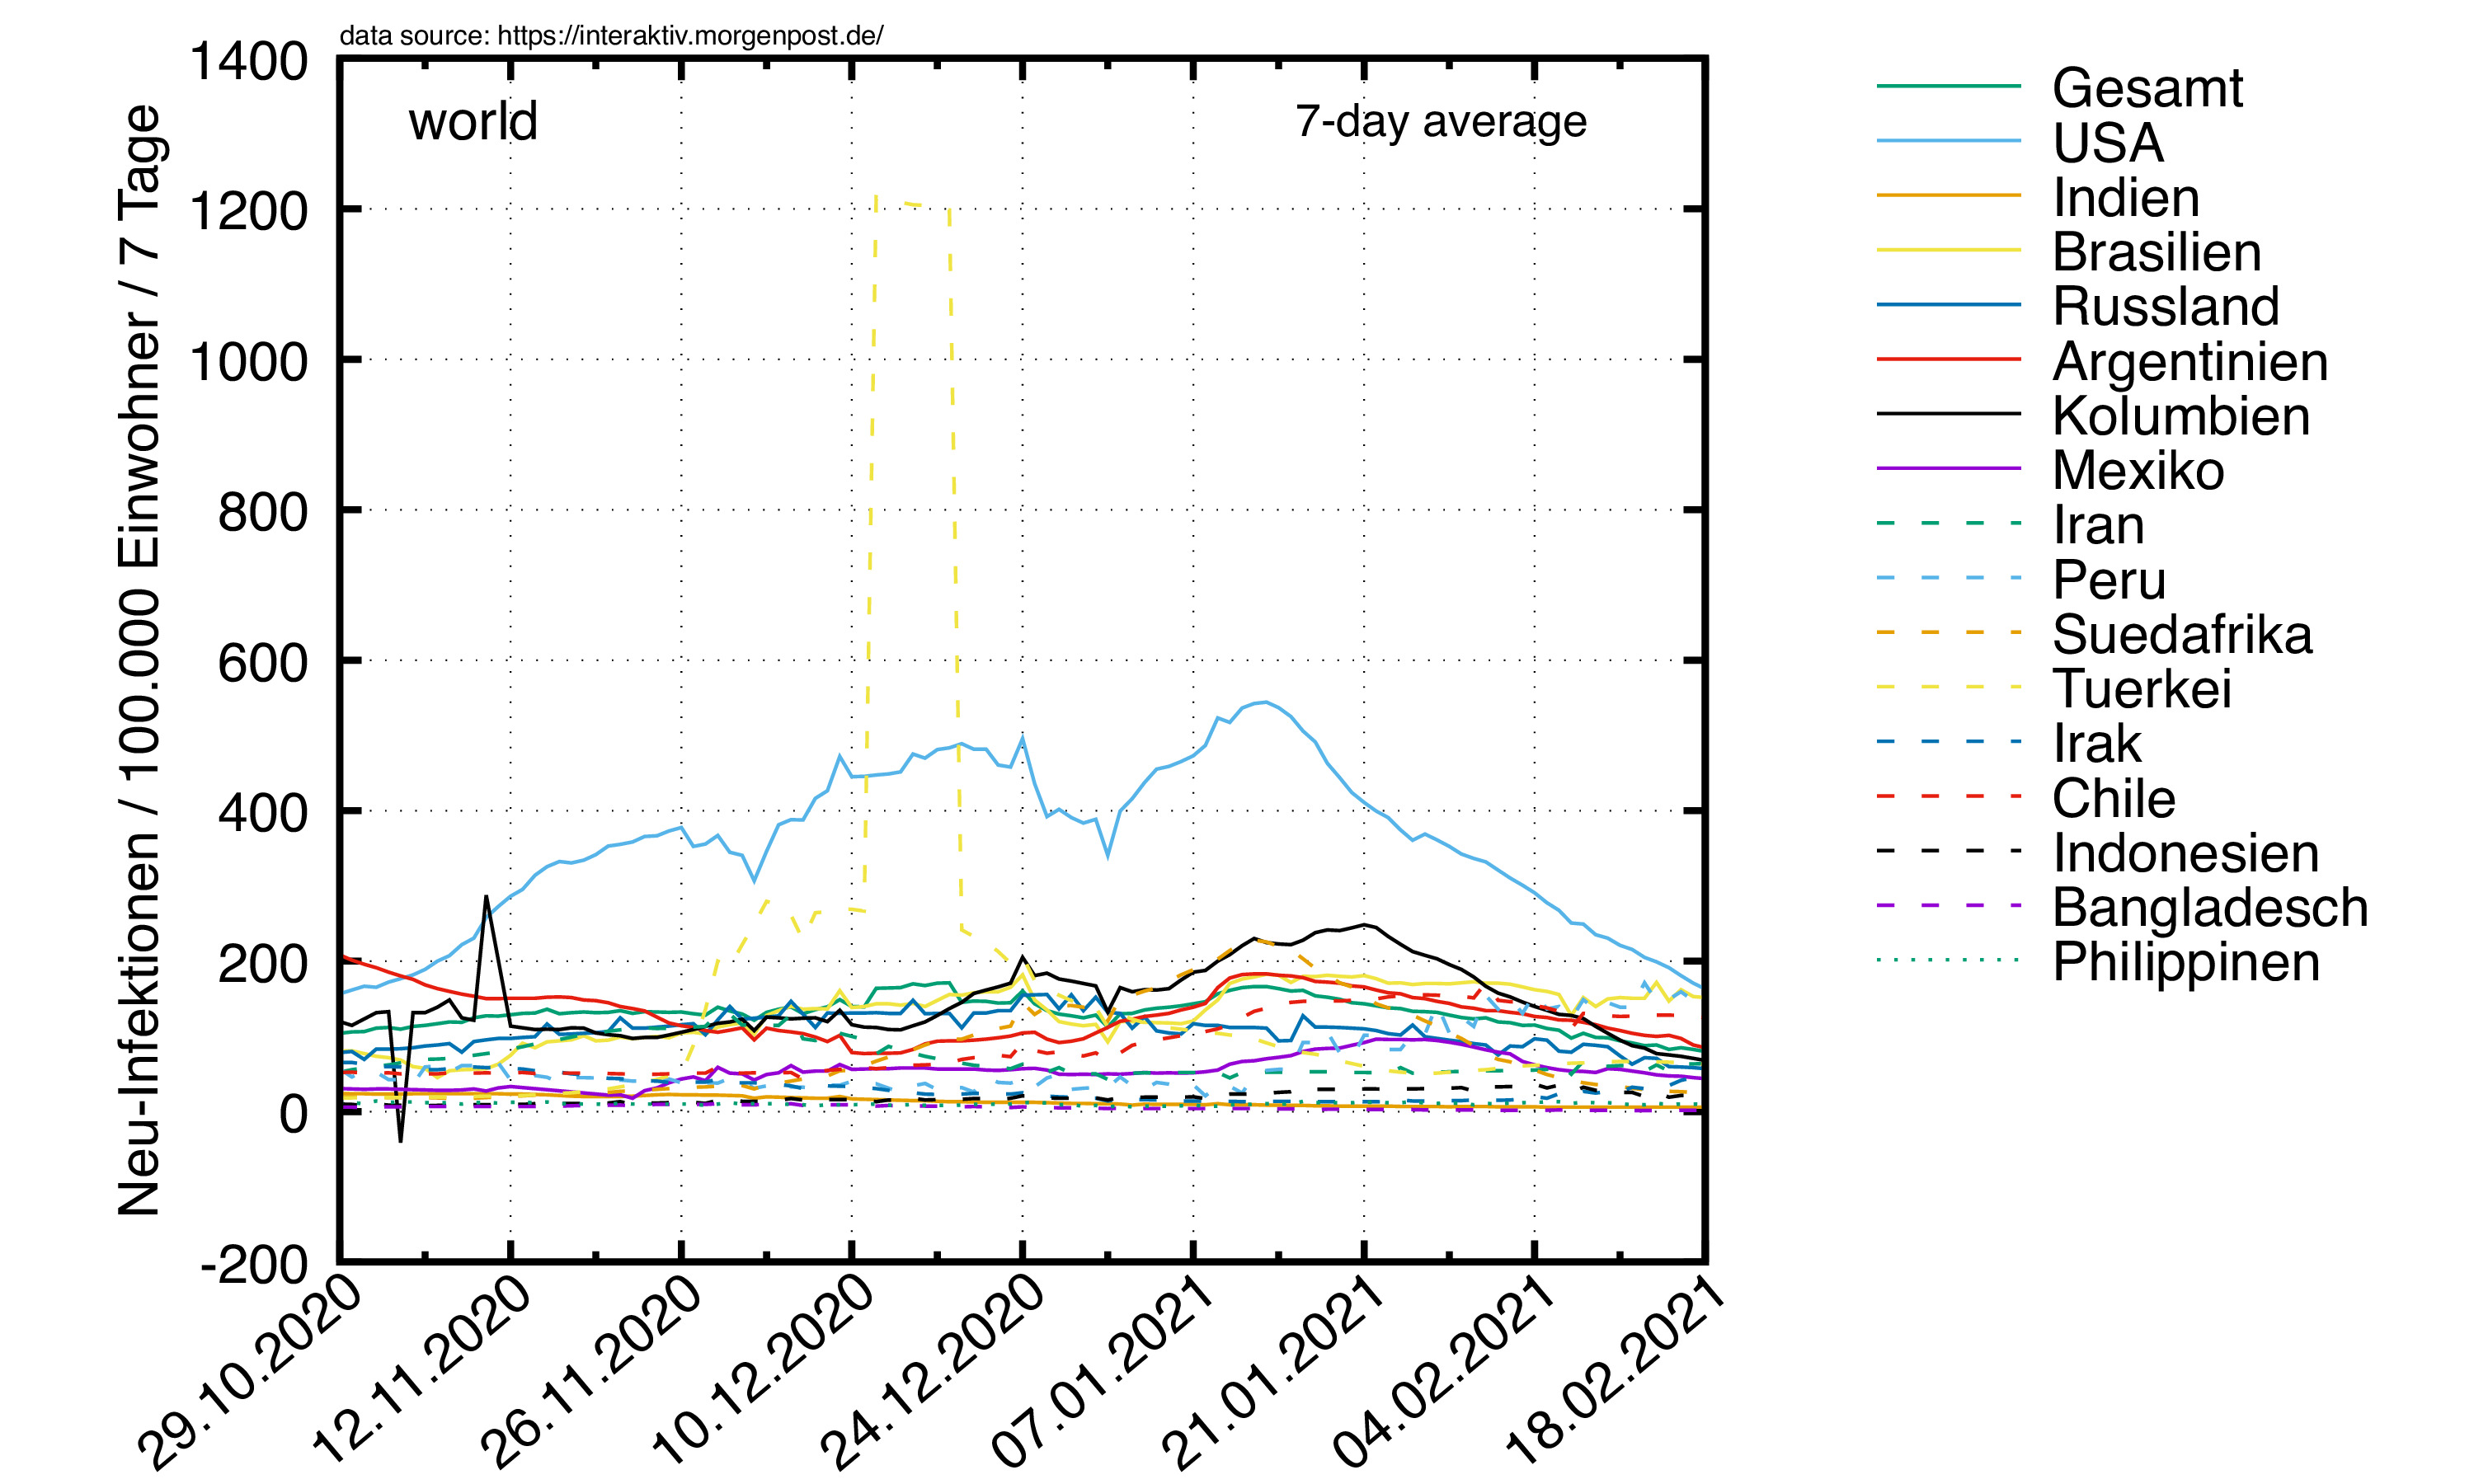 data source: https://interaktiv.morgenpost.de/
world
7-day average
Neu-Infektionen / 100.000 Einwohner / 7 Tage
1400
1200
1000
800
600
400
200
0
-200
29.10.2020
12.11.2020
26.11.2020
10.12.2020
24.12.2020
07.01.2021
21.01.2021
04.02.2021
18.02.2021
Gesamt
USA
Indien
Brasilien
Russland
Argentinien
Kolumbien
Mexiko
Iran
Peru
Suedafrika
Tuerkei
Irak
Chile
Indonesien
Bangladesch
Philippinen